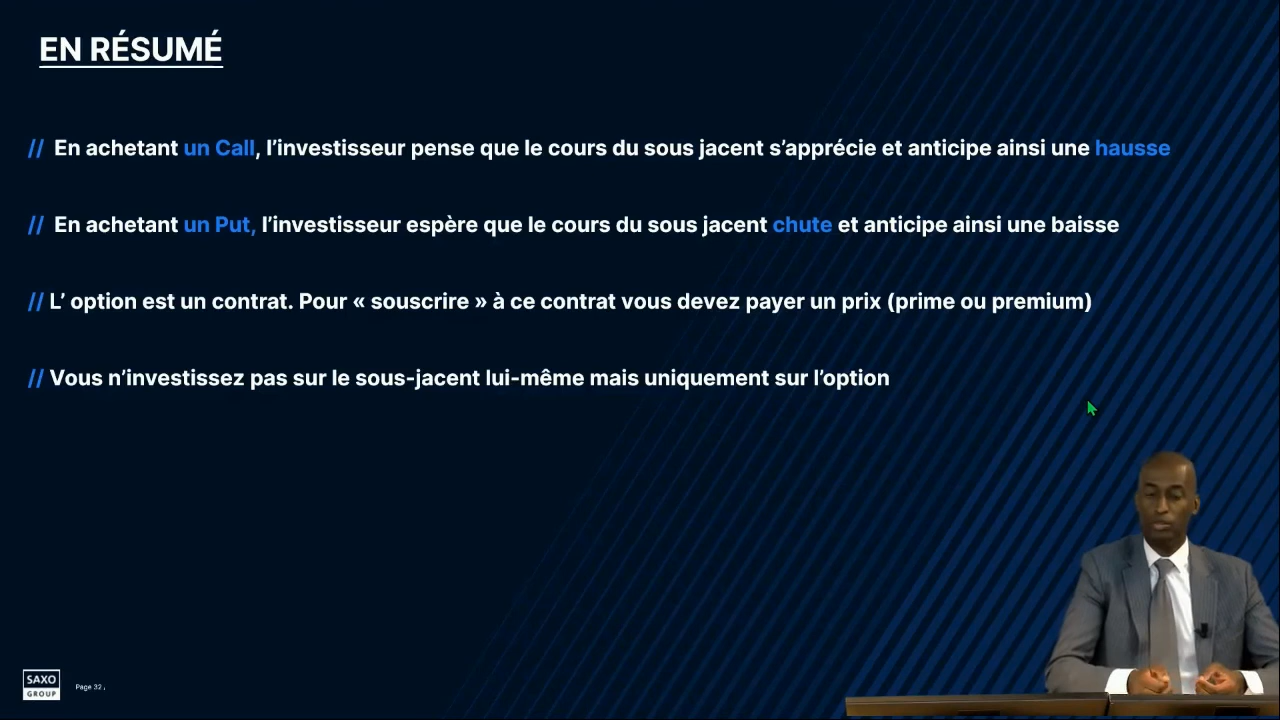 EN RÉSUMÉ
// En achetant un Call, l’investisseur pense que le cours du sous jacent s’apprécie et anticipe ainsi une hausse
// En achetant un Put, l’investisseur espère que le cours du sous jacent chute et anticipe ainsi une baisse
// L’ option est un contrat. Pour « souscrire » à ce contrat vous devez payer un prix (prime ou premium)
// Vous n’investissez pas sur le sous-jacent lui-même mais uniquement sur l’option
SAXO
GROUP
Page 32 .